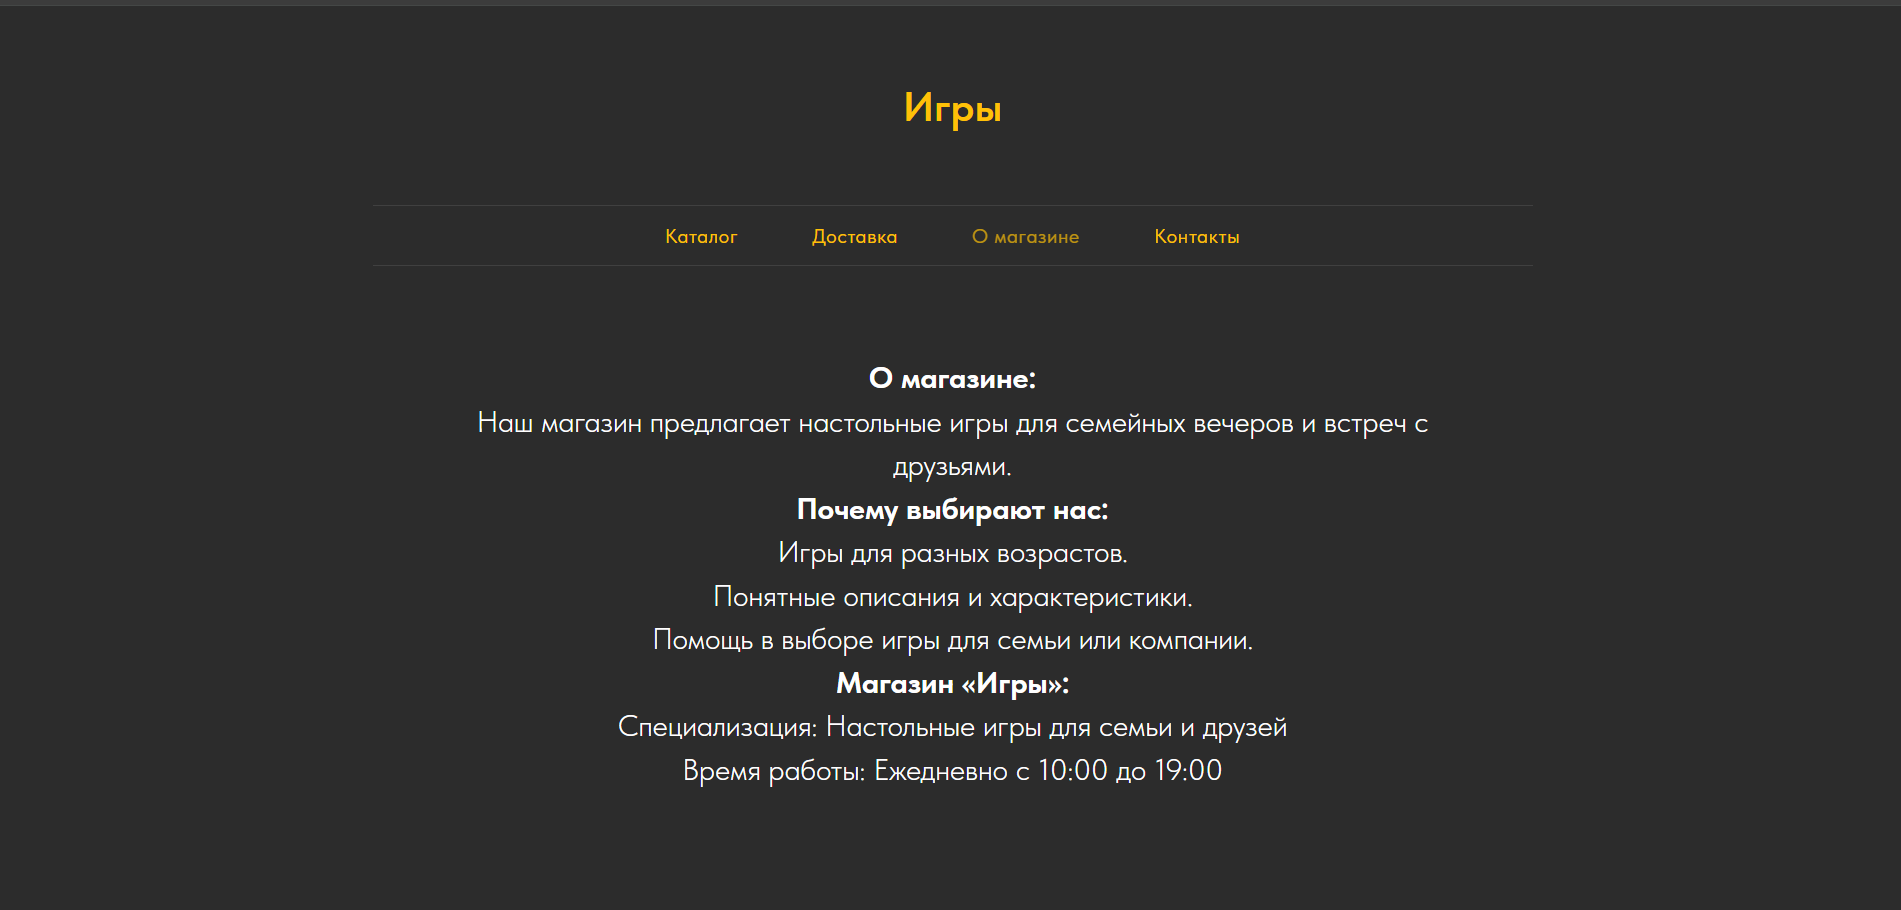 Игры
Каталог Доставка О магазине Контакты
О магазине:
Наш магазин предлагает настольные игры для семейных вечеров и встреч с
друзьями.
Почему выбирают нас:
Игры для разных возрастов.
Понятные описания и характеристики.
Помощь в выборе игры для семьи или компании.
Магазин «Игры»:
Специализация: Настольные игры для семьи и друзей
Время работы: Ежедневно с 10:00 до 19:00